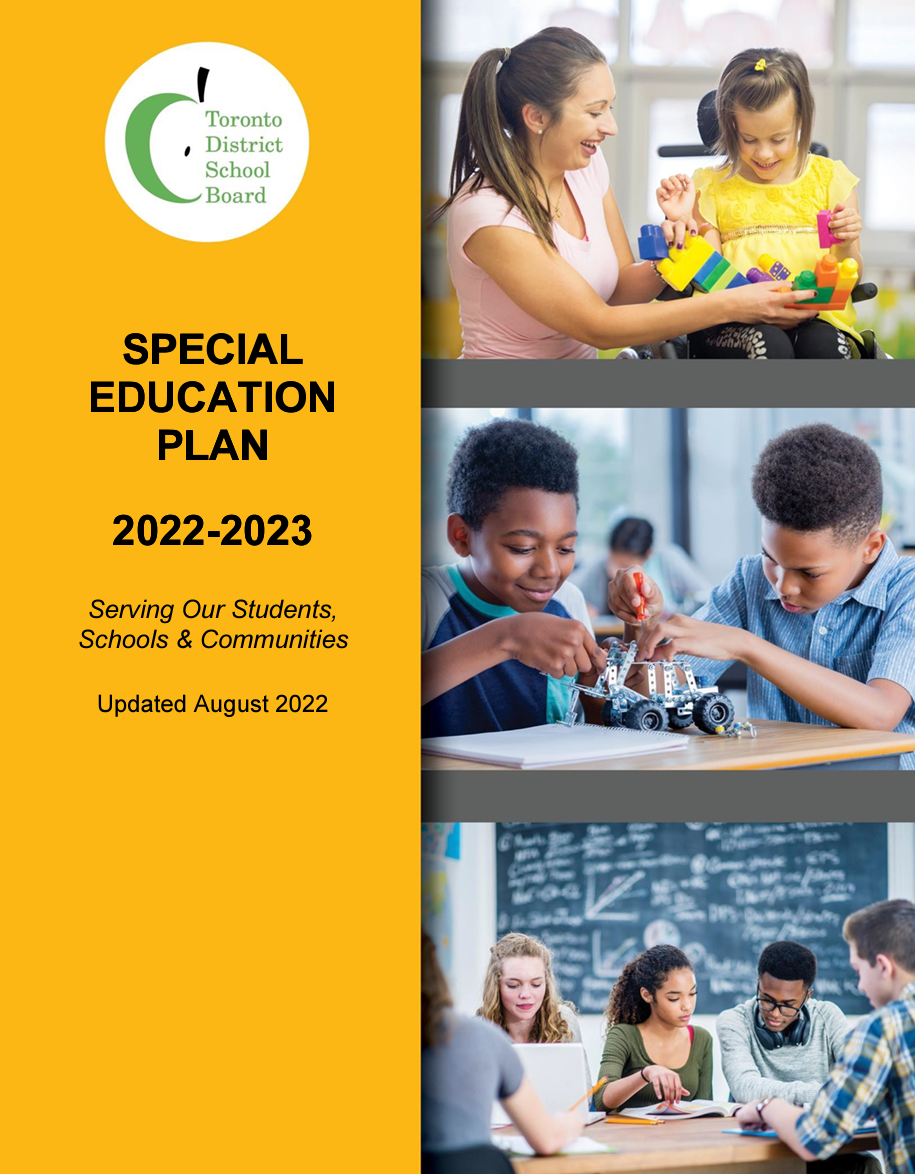 Toronto
District
School
Board
SPECIAL
EDUCATION
PLAN
2022-2023
Serving Our Students,
Schools & Communities
Updated August 2022